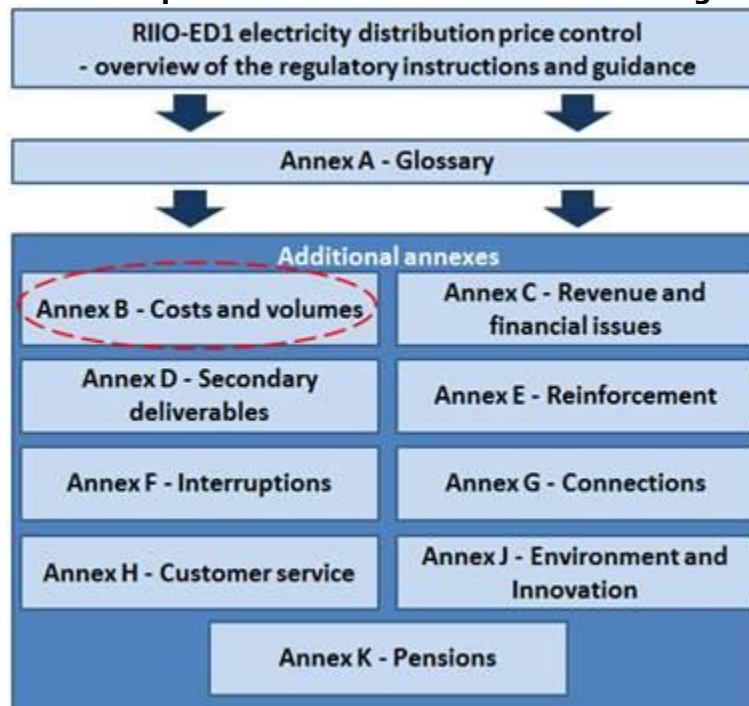 RIIO-ED1 electricity distribution price control
- overview of the regulatory instructions and guidance
Annex A - Glossary
Additional annexes
Annex B - Costs and volumes
Annex C - Revenue and
financial issues
Annex D - Secondary
deliverables
Annex E - Reinforcement
Annex F - Interruptions
Annex G - Connections
Annex H - Customer service
Annex J - Environment and
Innovation
Annex K - Pensions